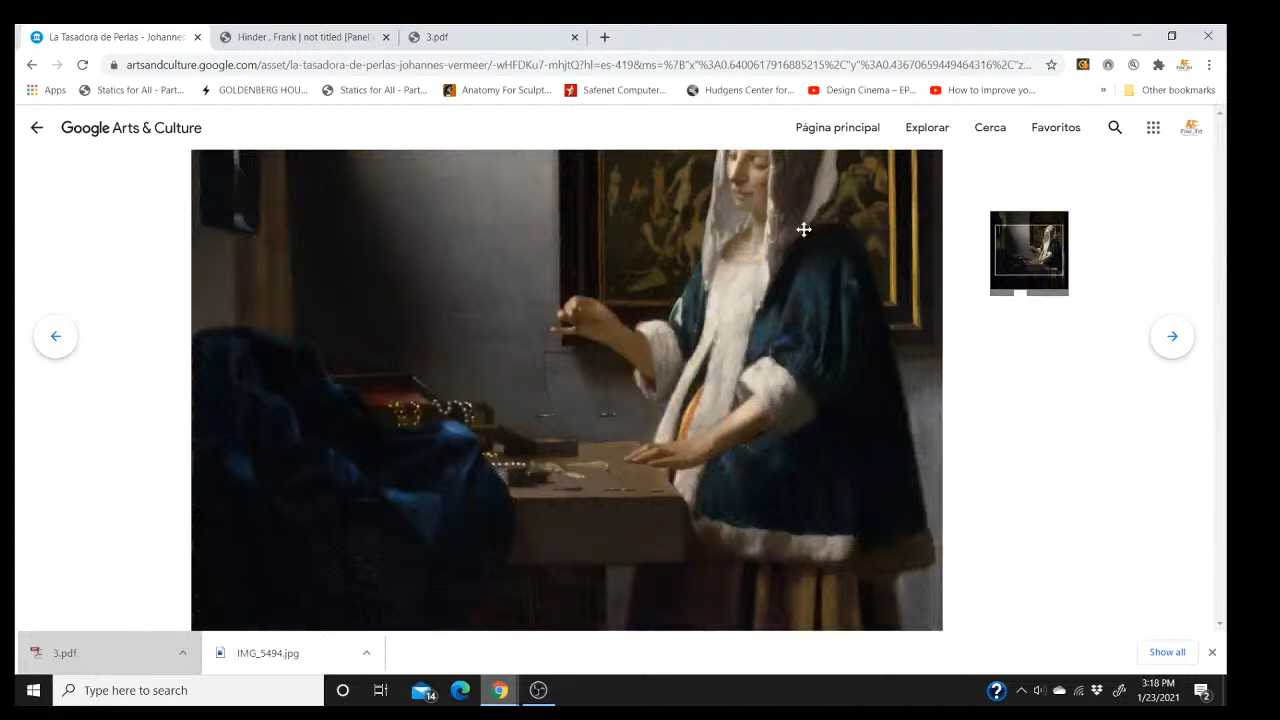 La Tasadora de Perlas - Johannes
Hinder , Frank | not titled [Panel
3.pdf
artsandculture.google.com/asset/la-tasadora-de-perlas-johannes-vermeer/-wHFDKu7-mhjtQ?hl=es-419&ms=%7B"x"%3A0.6400617916885215%2C"y"%3A0.43670659449464316%2C"z...
Apps
Statics for All - Part...
GOLDENBERG HOU...
Statics for All - Part...
Anatomy For Sculpt...
Safenet Computer...
Hudgens Center for...
Design Cinema – EP...
How to Improve yo...
»
Other bookmarks
Google Arts & Culture
Página principal
Explorar
Cerca
Favoritos
3.pdf
IMG_5494.jpg
Show all
Type here to search
14
3:18 PM
1/23/2021
2